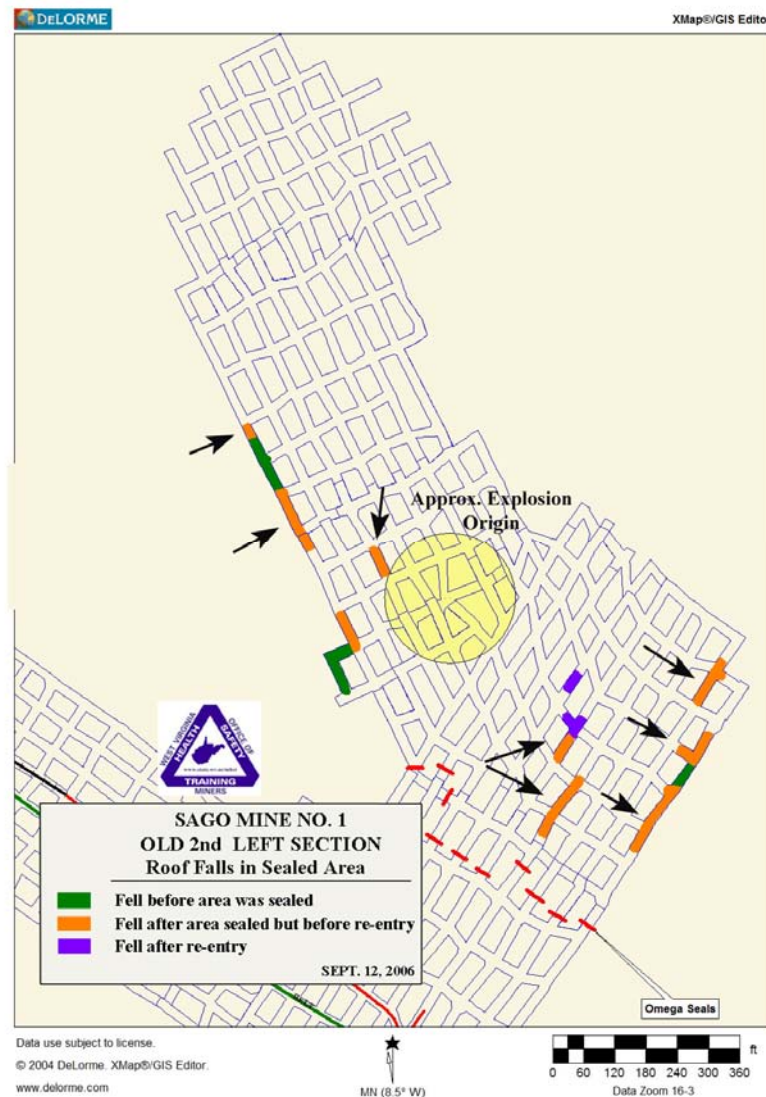 DELORME
XMap®/GIS Editor
Approx. Explosion
Origin
WEST VIRGINIA
OFFICE OF
HEALTH
SAFETY
TRAINING
MINERS
SAGO MINE NO. 1
OLD 2nd LEFT SECTION
Roof Falls in Sealed Area
Fell before area was sealed
Fell after area sealed but before re-entry
Fell after re-entry
SEPT. 12, 2006
Omega Seals
Data use subject to license.
© 2004 DeLorme. XMap®/GIS Editor.
www.delorme.com
MN (8.5° W)
ft
0 60 120 180 240 300 360
Data Zoom 16-3